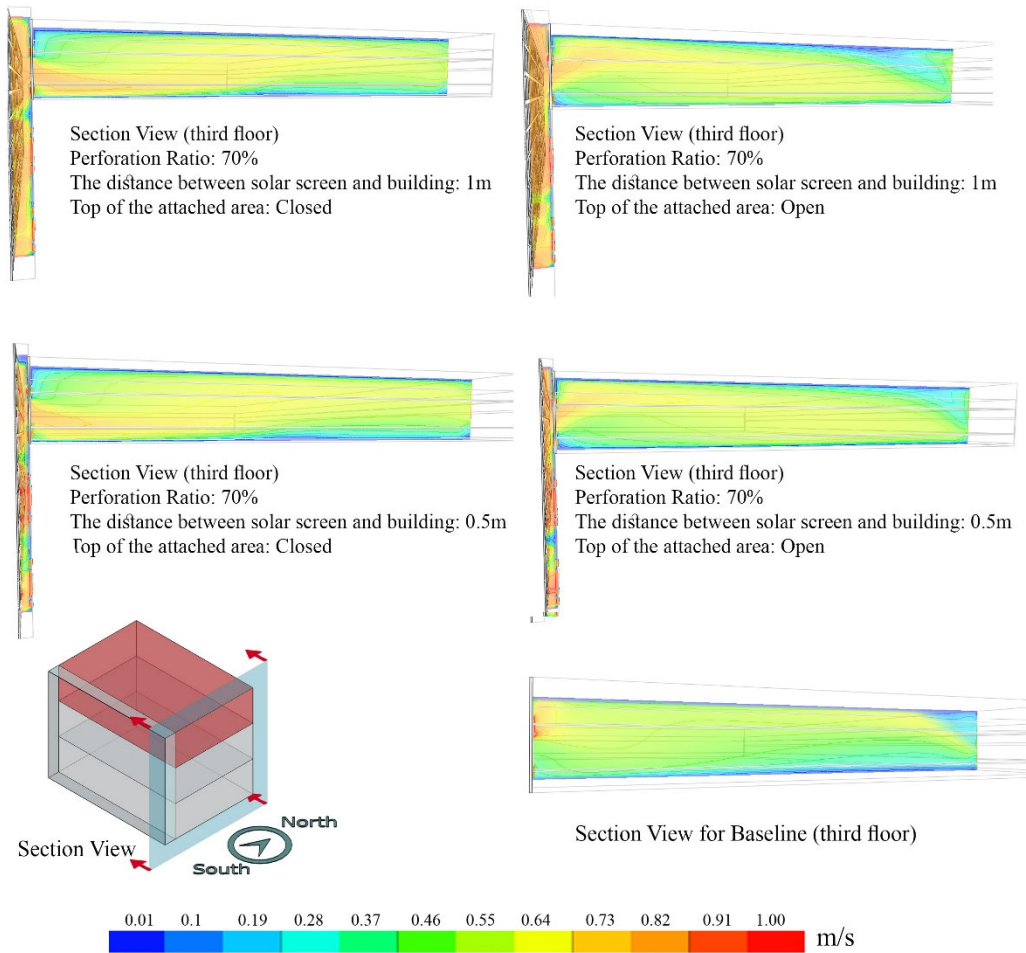 Section View (third floor)
Perforation Ratio: 70%
The distance between solar screen and building: 1m
Top of the attached area: Closed
Section View (third floor)
Perforation Ratio: 70%
The distance between solar screen and building: 1m
Top of the attached area: Open
Section View (third floor)
Perforation Ratio: 70%
The distance between solar screen and building: 0.5m
Top of the attached area: Closed
Section View (third floor)
Perforation Ratio: 70%
The distance between solar screen and building: 0.5m
Top of the attached area: Open
Section View
North
South
Section View for Baseline (third floor)
0.01 0.1 0.19 0.28 0.37 0.46 0.55 0.64 0.73 0.82 0.91 1.00
m/s